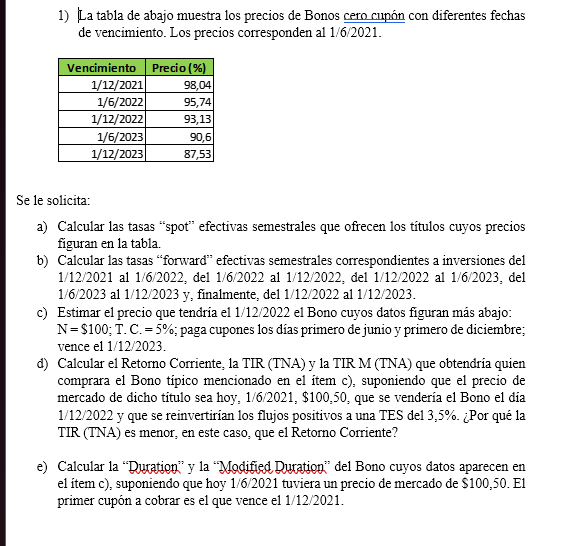 1) La tabla de abajo muestra los precios de Bonos cero cupón con diferentes fechas
de vencimiento. Los precios corresponden al 1/6/2021.
Vencimiento Precio (%)
1/12/2021 98,04
1/6/2022 95,74
1/12/2022 93,13
1/6/2023 90,6
1/12/2023 87,53
Se le solicita:
a) Calcular las tasas “spot” efectivas semestrales que ofrecen los títulos cuyos precios
figuran en la tabla.
b) Calcular las tasas “forward” efectivas semestrales correspondientes a inversiones del
1/12/2021 al 1/6/2022, del 1/6/2022 al 1/12/2022, del 1/12/2022 al 1/6/2023, del
1/6/2023 al 1/12/2023 y, finalmente, del 1/12/2022 al 1/12/2023.
c) Estimar el precio que tendría el 1/12/2022 el Bono cuyos datos figuran más abajo:
N = $100; T. C. = 5%; paga cupones los días primero de junio y primero de diciembre;
vence el 1/12/2023.
d) Calcular el Retorno Corriente, la TIR (TNA) y la TIR M (TNA) que obtendría quien
comprara el Bono típico mencionado en el ítem c), suponiendo que el precio de
mercado de dicho título sea hoy, 1/6/2021, $100,50, que se vendería el Bono el día
1/12/2022 y que se reinvertirían los flujos positivos a una TES del 3,5%. ¿Por qué la
TIR (TNA) es menor, en este caso, que el Retorno Corriente?
e) Calcular la “Duration” y la “Modified Duration” del Bono cuyos datos aparecen en
el ítem c), suponiendo que hoy 1/6/2021 tuviera un precio de mercado de $100,50. El
primer cupón a cobrar es el que vence el 1/12/2021.